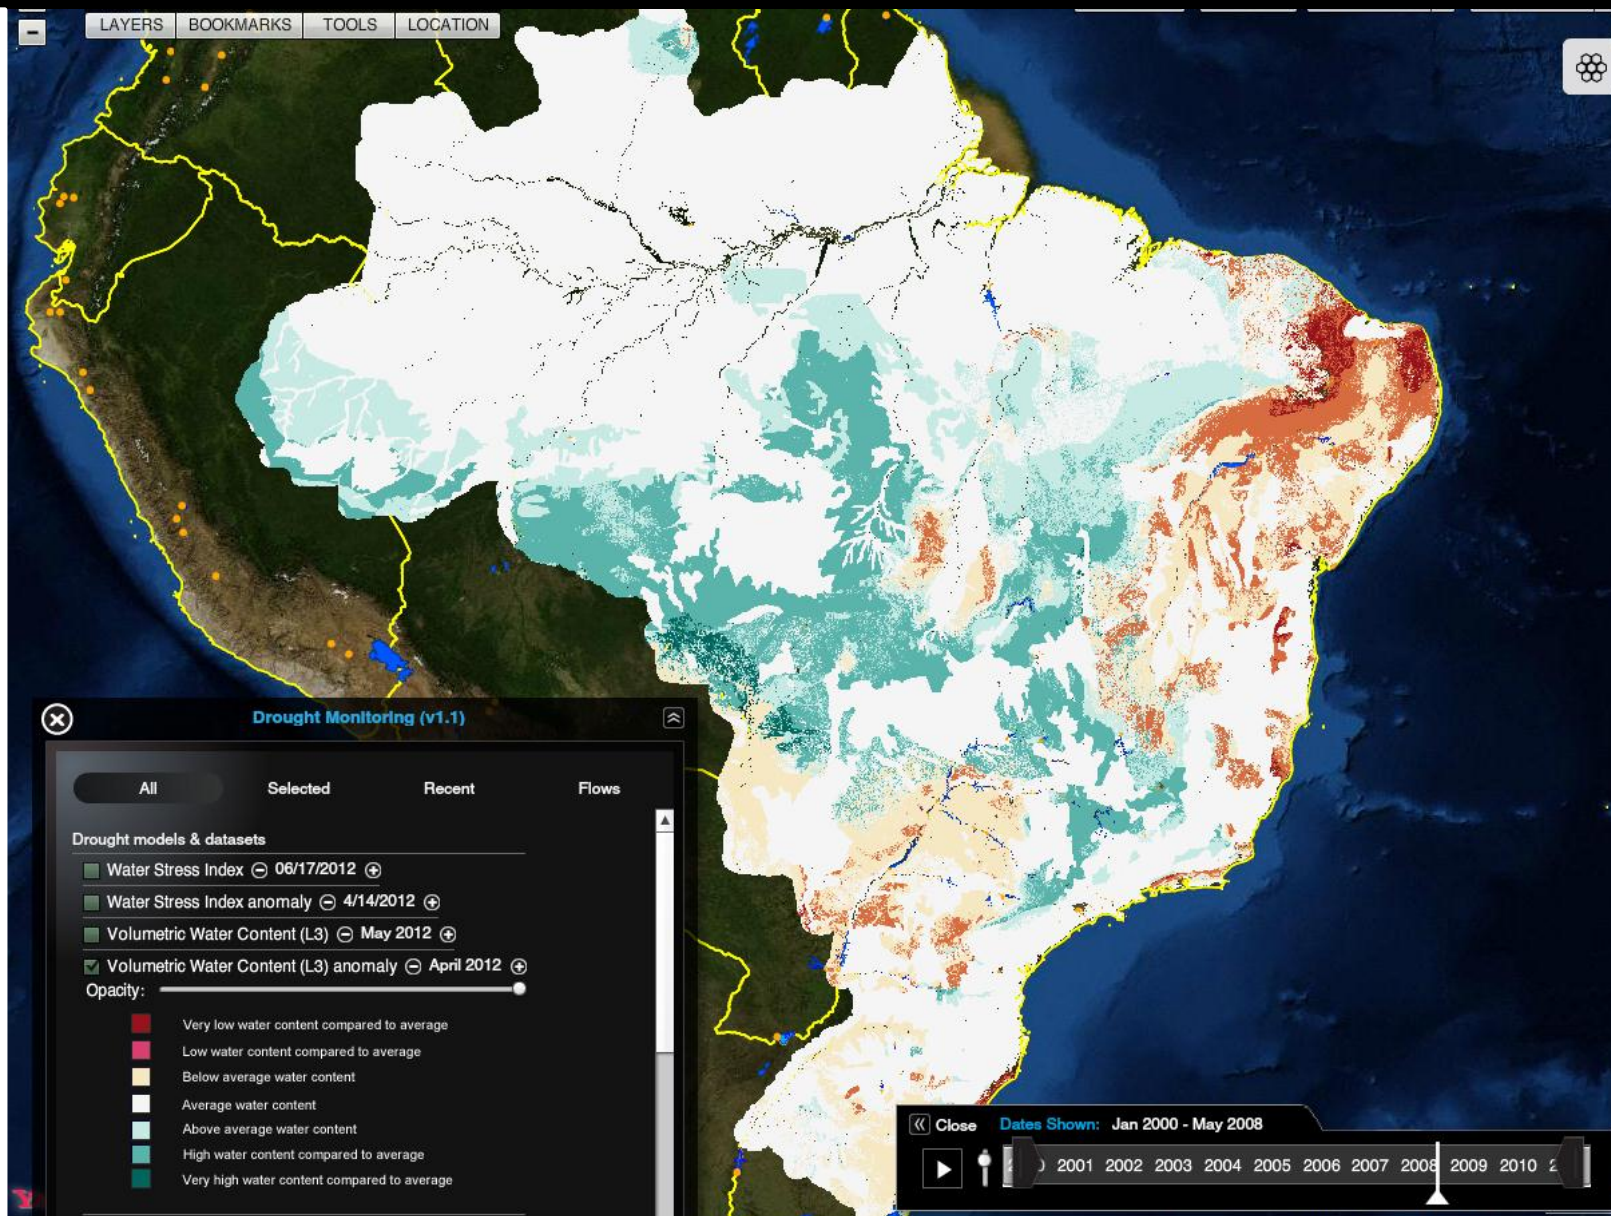 LAYERS BOOKMARKS TOOLS LOCATION
Drought Monitoring (v1.1)
All Selected Recent Flows
Drought models & datasets
Water Stress Index 06/17/2012
Water Stress Index anomaly 4/14/2012
Volumetric Water Content (L3) May 2012
Volumetric Water Content (L3) anomaly April 2012
Opacity:
Very low water content compared to average
Low water content compared to average
Below average water content
Average water content
Above average water content
High water content compared to average
Very high water content compared to average
Close Dates Shown: Jan 2000 - May 2008
2001 2002 2003 2004 2005 2006 2007 2008 2009 2010